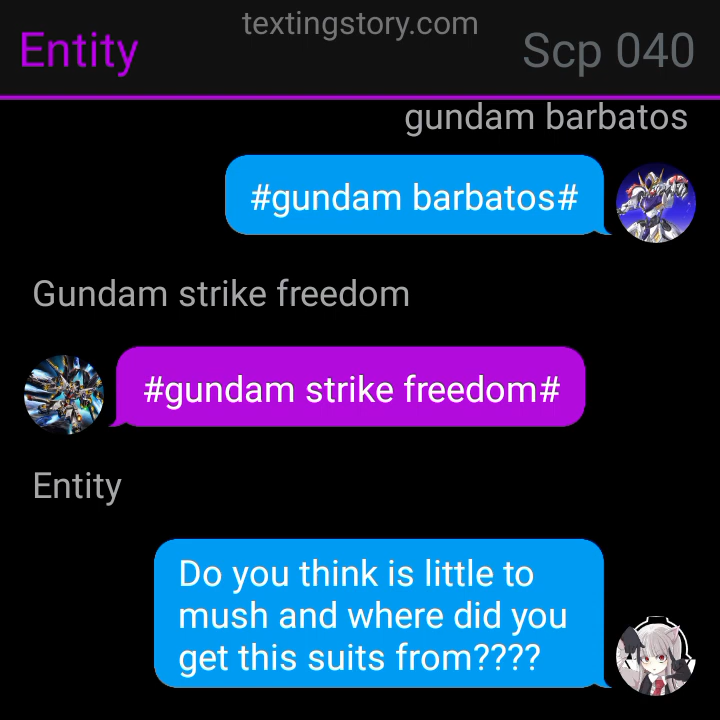 textingstory.com
Entity
Scp 040
gundam barbatos
#gundam barbatos#
Gundam strike freedom
#gundam strike freedom#
Entity
Do you think is little to
mush and where did you
get this suits from????